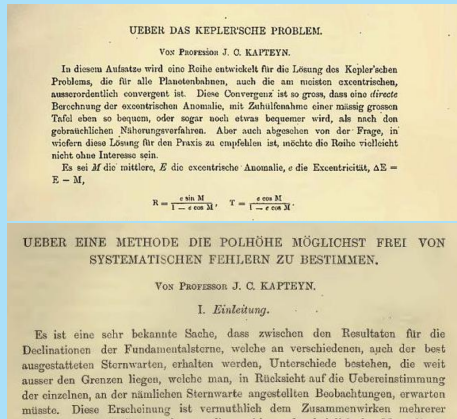 UEBER DAS KEPLER'SCHE PROBLEM.
VON PROFESSOR J. C. KAPTEYN.
In diesem Aufsatze wird eine Reihe entwickelt für die Lösung des Kepler'schen
Problems, die für alle Planetenbahnen, auch die am meisten excentrischen,
ausserordentlich convergent ist. Diese Convergenz ist so gross, dass eine directe
Berechnung der excentrischen Anomalie, mit Zuhülfenahme einer mässig grossen
Tafel eben so bequem, oder sogar noch etwas bequemer wird, als nach den
gebräuchlichen Näherungsverfahren. Aber auch abgesehen von der Frage, in
wiefern diese Lösung für den Praxis zu empfehlen ist, möchte die Reihe vielleicht
nicht ohne Interesse sein.
Es sei M die mittlere, E die excentrische Anomalie, e die Excentricität, ΔE =
E — M,
R = e sin M / 1 — e cos M, T = e cos M / 1 — e cos M.
UEBER EINE METHODE DIE POLHÖHE MÖGLICHST FREI VON
SYSTEMATISCHEN FEHLERN ZU BESTIMMEN.
VON PROFESSOR J. C. KAPTEYN.
I. Einleitung.
Es ist eine sehr bekannte Sache, dass zwischen den Resultaten für die
Declinationen der Fundamentalsterne, welche an verschiedenen, auch der best
ausgestatteten Sternwarten, erhalten werden, Unterschiede bestehen, die weit
ausser den Grenzen liegen, welche man, in Rücksicht auf die Uebereinstimmung
der einzelnen, an der nämlichen Sternwarte angestellten Beobachtungen, erwarten
müsste. Diese Erscheinung ist vermuthlich dem Zusammenwirken mehrerer